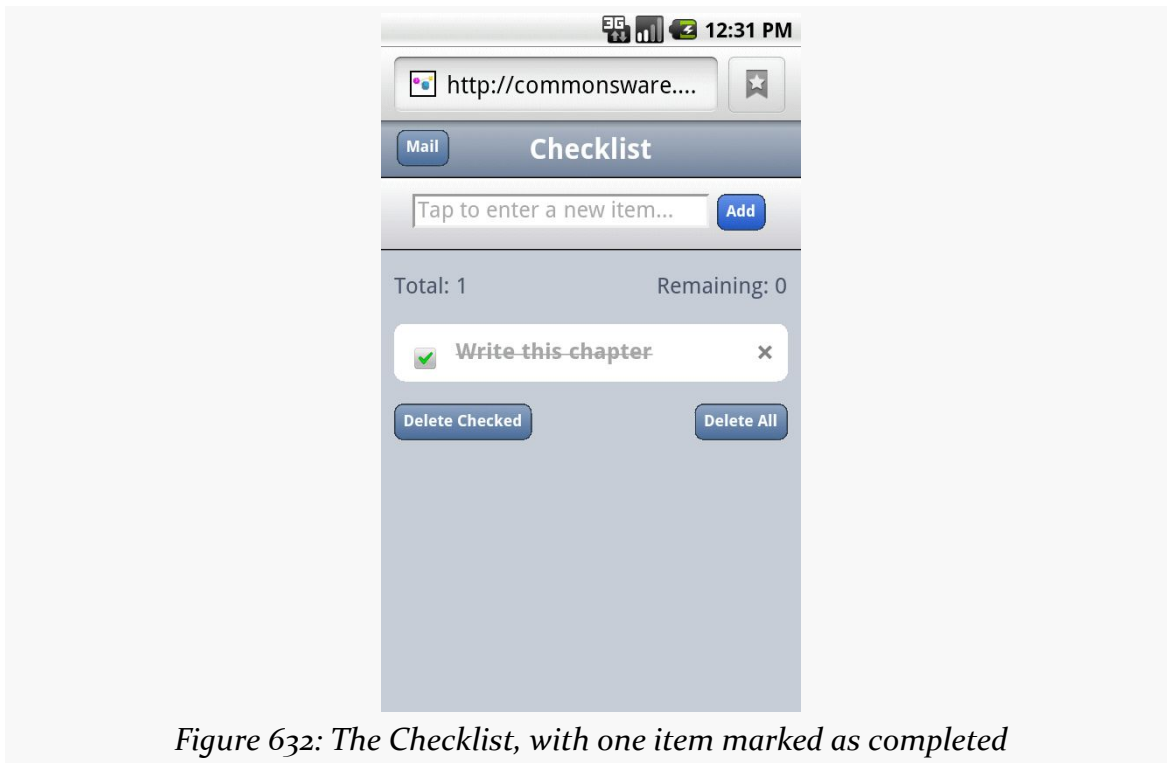 3G 12:31 PM
http://commonsware....
Mail Checklist
Tap to enter a new item... Add
Total: 1 Remaining: 0
Write this chapter ×
Delete Checked Delete All
Figure 632: The Checklist, with one item marked as completed